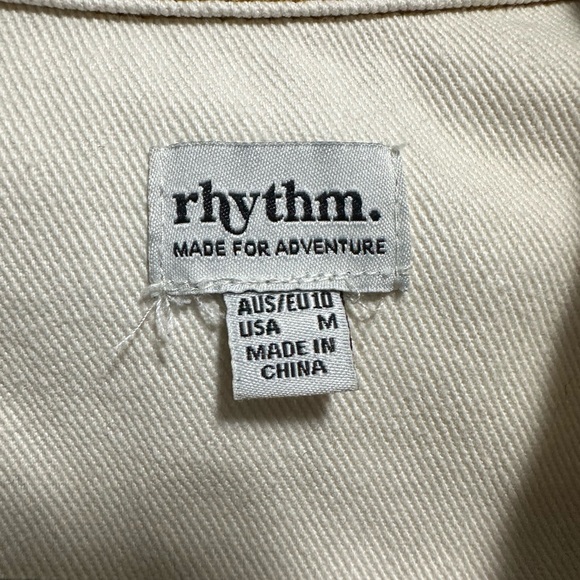 rhythm.
MADE FOR ADVENTURE
AUS/EU 10
USA M
MADE IN
CHINA